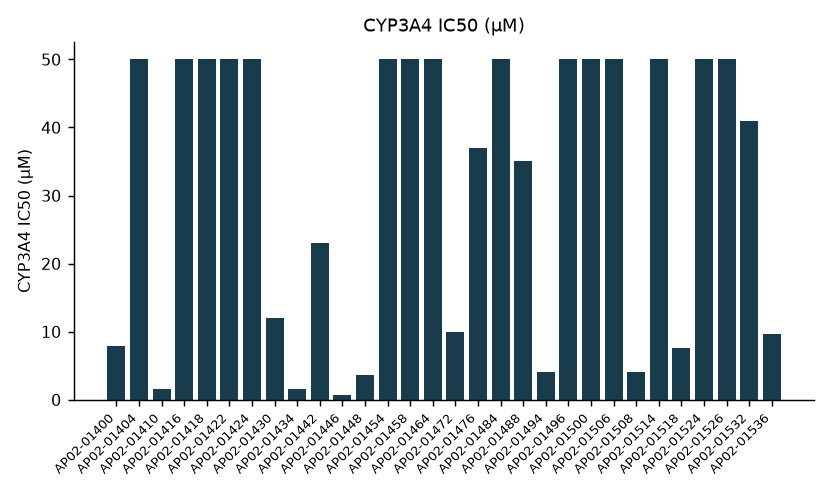 CYP3A4 IC50 (µM)
CYP3A4 IC50 (µM)
50
40
30
20
10
0
AP02-01400
AP02-01404
AP02-01410
AP02-01416
AP02-01418
AP02-01422
AP02-01424
AP02-01430
AP02-01434
AP02-01442
AP02-01446
AP02-01448
AP02-01454
AP02-01458
AP02-01464
AP02-01472
AP02-01476
AP02-01484
AP02-01488
AP02-01494
AP02-01496
AP02-01500
AP02-01506
AP02-01508
AP02-01514
AP02-01518
AP02-01524
AP02-01526
AP02-01532
AP02-01536